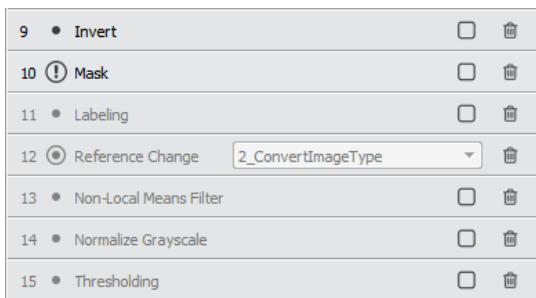 9 Invert
10 Mask
11 Labeling
12 Reference Change 2_ConvertImageType
13 Non-Local Means Filter
14 Normalize Grayscale
15 Thresholding